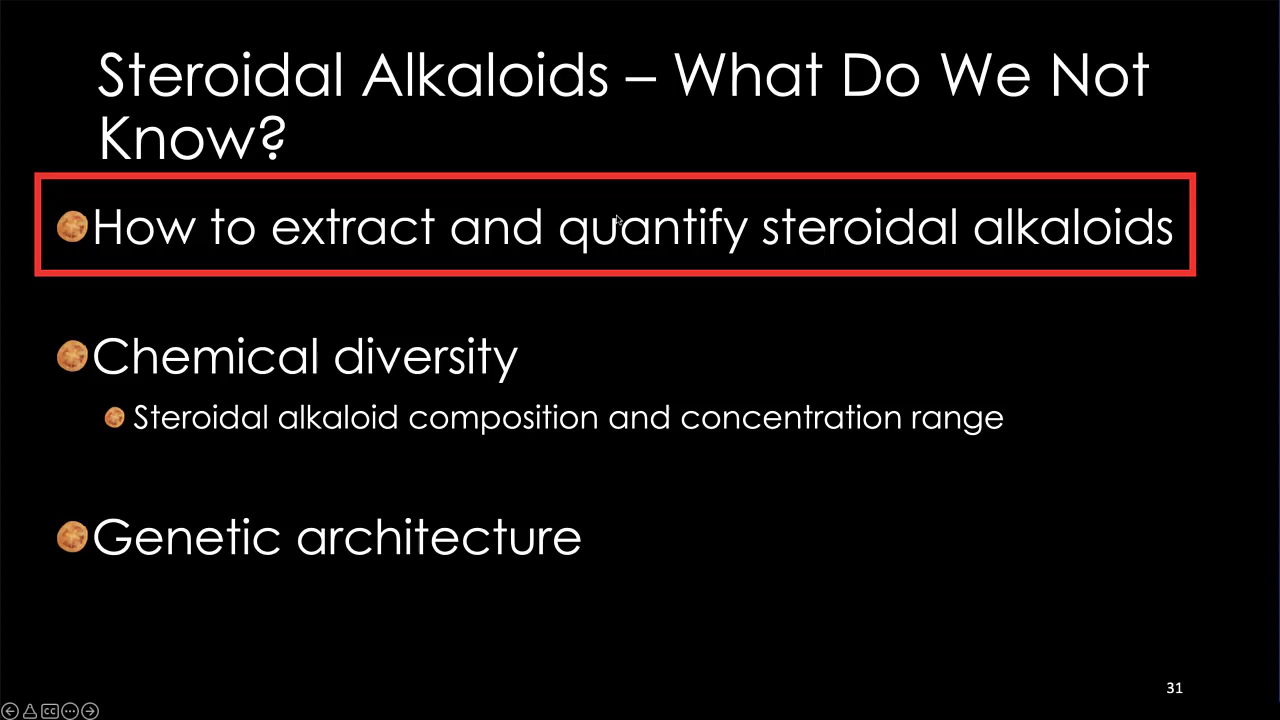 Steroidal Alkaloids – What Do We Not
Know?
How to extract and quantify steroidal alkaloids
Chemical diversity
Steroidal alkaloid composition and concentration range
Genetic architecture
31
CC